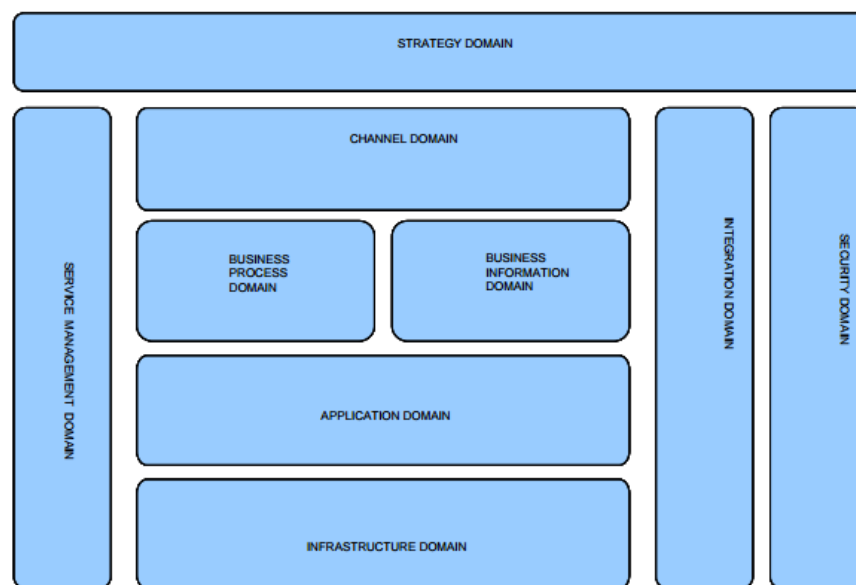 STRATEGY DOMAIN
CHANNEL DOMAIN
BUSINESS
PROCESS
DOMAIN
BUSINESS
INFORMATION
DOMAIN
APPLICATION DOMAIN
INFRASTRUCTURE DOMAIN
SERVICE MANAGEMENT DOMAIN
INTEGRATION DOMAIN
SECURITY DOMAIN